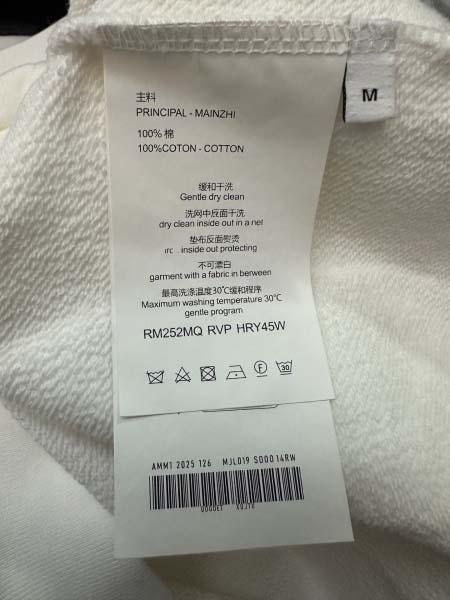 M
主料
PRINCIPAL - MAINZHI
100% 棉
100%COTON - COTTON
缓和干洗
Gentle dry clean
洗网中反面干洗
dry clean inside out in a net
垫布反面熨烫
inside out protecting
不可漂白
garment with a fabric in berween
最高洗涤温度30℃缓和程序
Maximum washing temperature 30℃
gentle program
RM252MQ RVP HRY45W
F
30
AMM1 2025 126 MJL019 S000 14RW